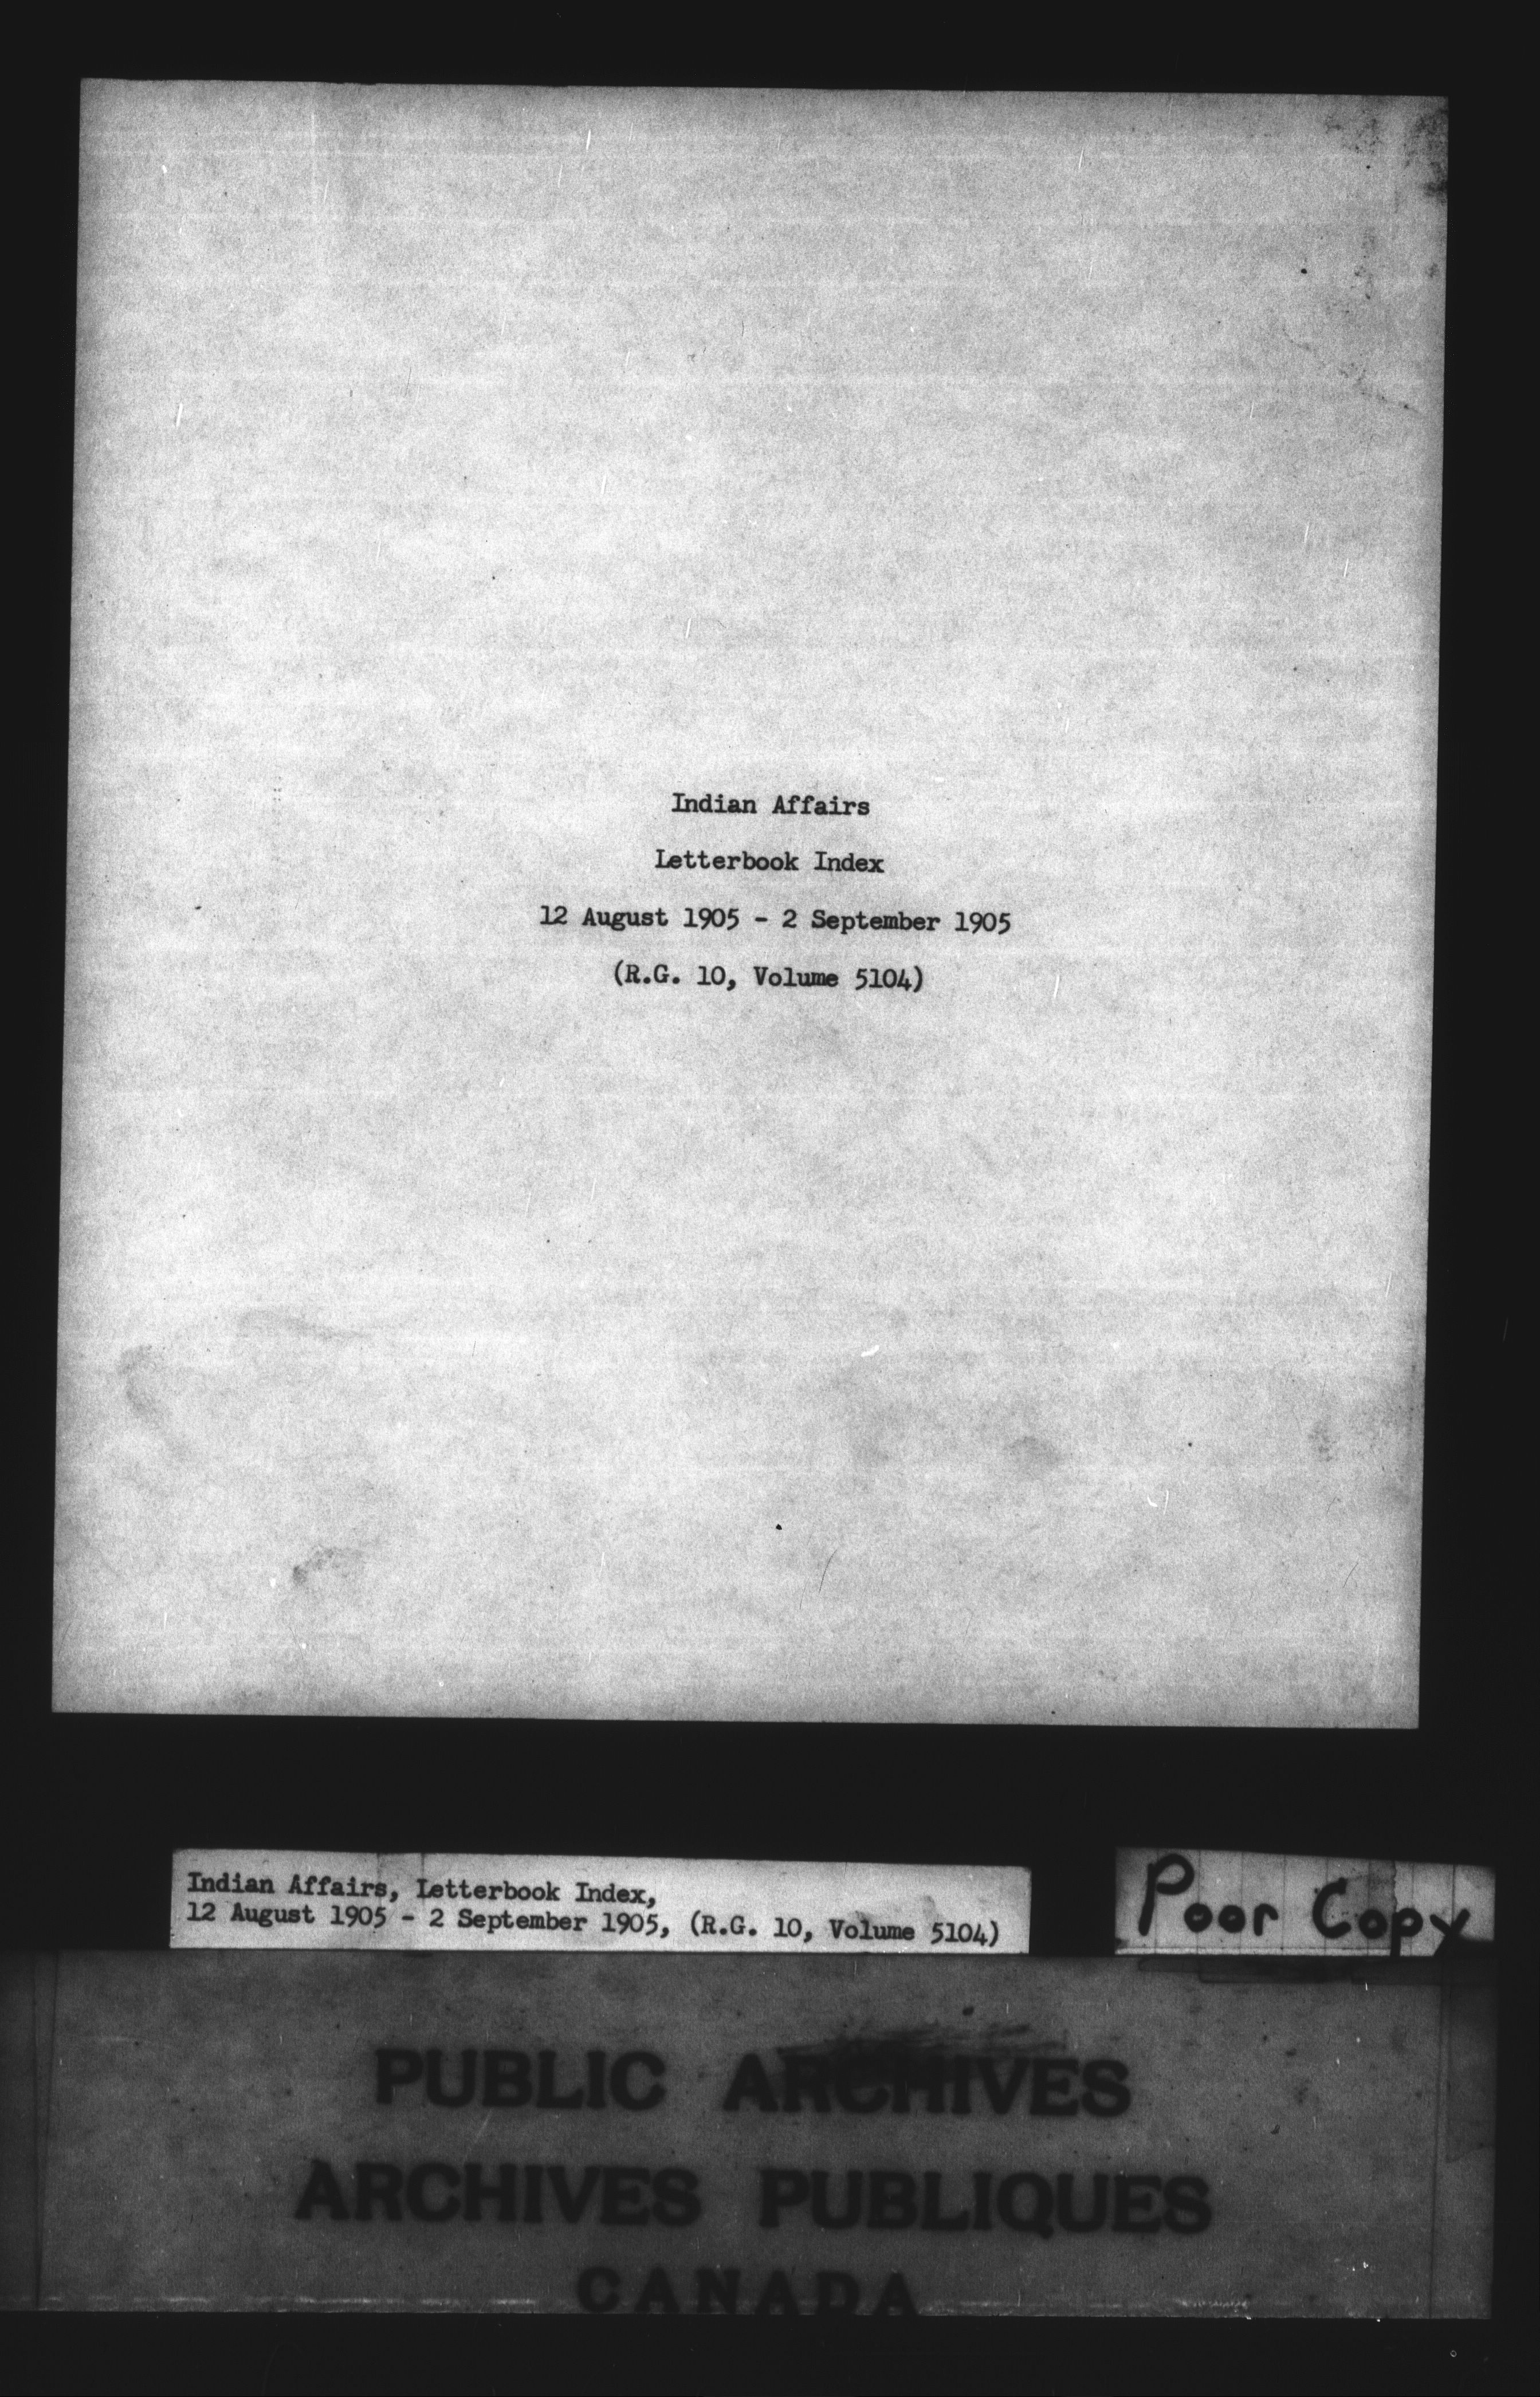 Indian Affairs
Letterbook Index
12 August 1905 - 2 September 1905
(R.G. 10, Volume 5104)
Indian Affairs, Letterbook Index,
12 August 1905 - 2 September 1905, (R.G. 10, Volume 5104)
Poor Copy
PUBLIC ARCHIVES
ARCHIVES PUBLIQUES
CANADA